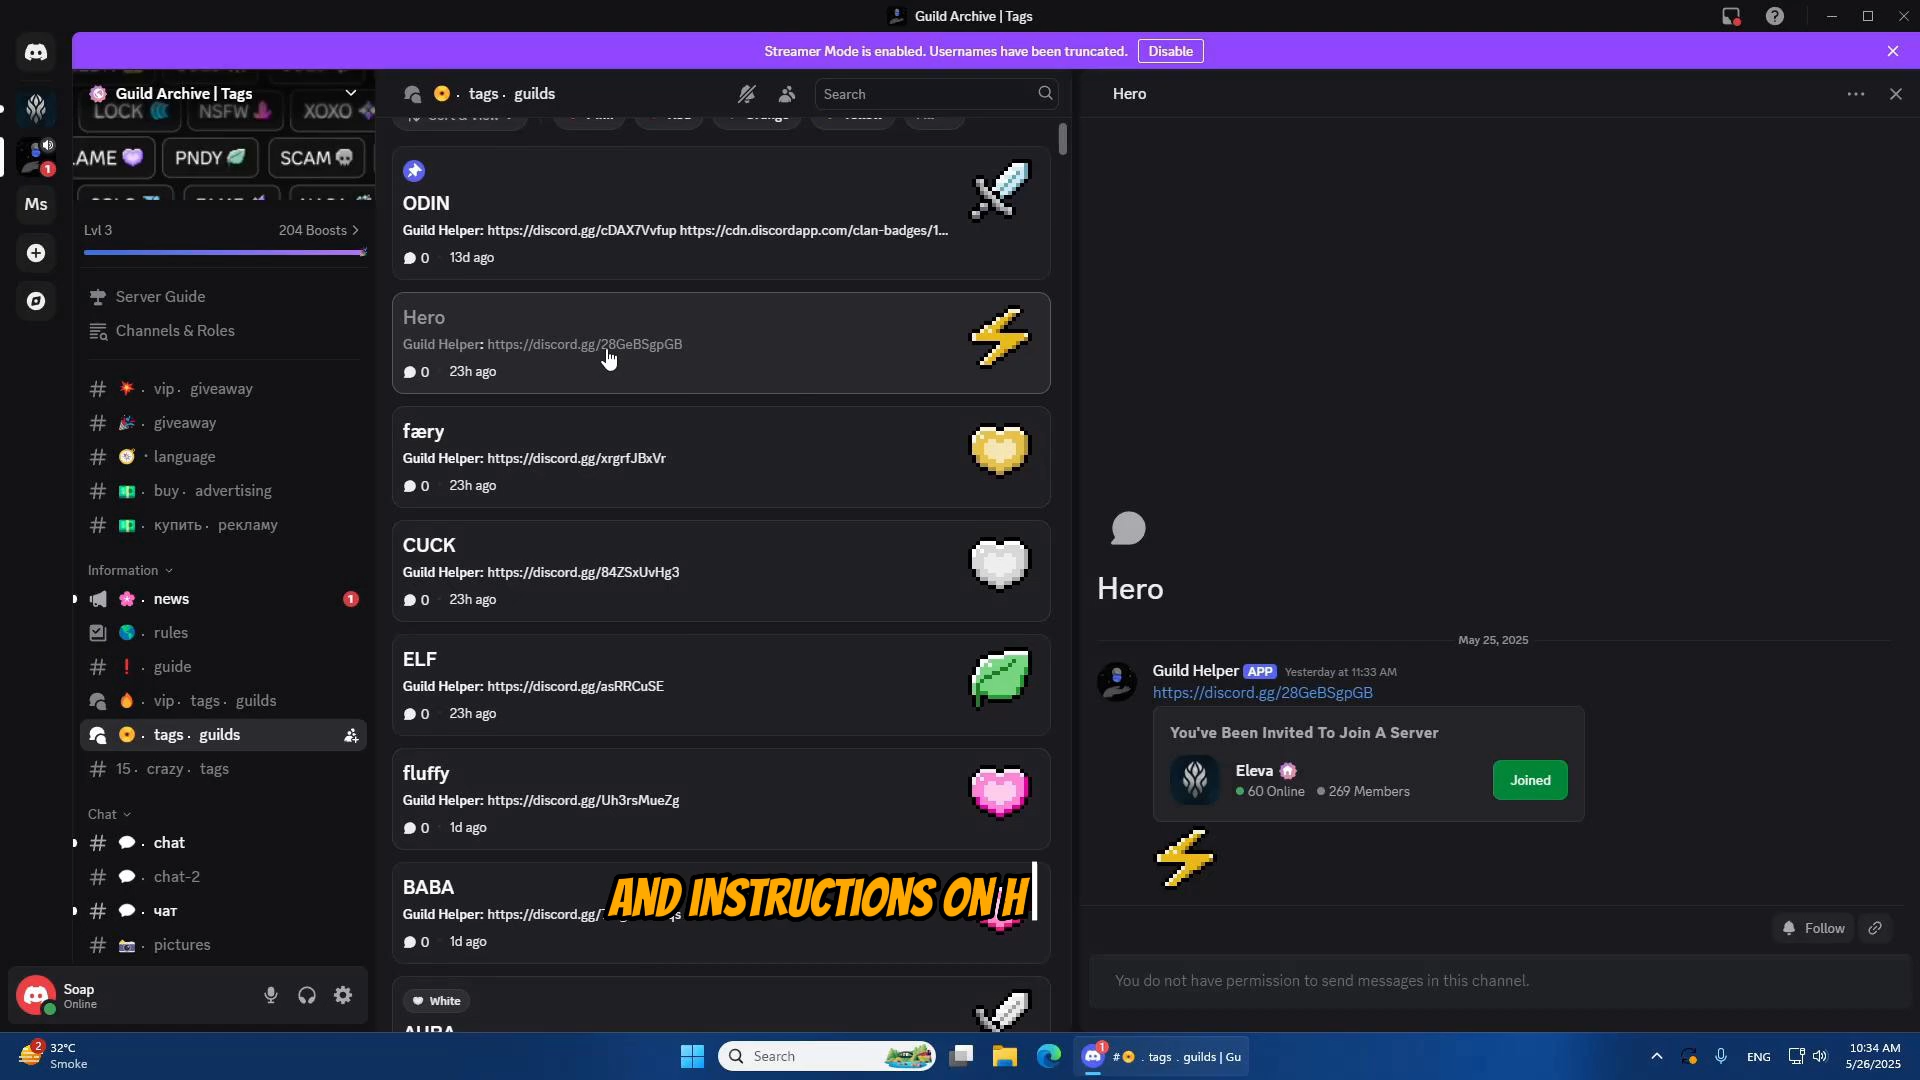 Guild Archive | Tags
Streamer Mode is enabled. Usernames have been truncated.
Disable
Guild Archive | Tags
LOCK
NSFW
XOXO
PNDY
SCAM
Lvl 3
204 Boosts
Server Guide
Channels & Roles
vip · giveaway
giveaway
· language
buy · advertising
купить · рекламу
Information
news
1
rules
guide
vip · tags · guilds
tags · guilds
15 · crazy · tags
Chat
chat
chat-2
чат
pictures
Ms
1
Soap
Online
· tags · guilds
Search
ODIN
Guild Helper: https://discord.gg/cDAX7Vvfup https://cdn.discordapp.com/clan-badges/1...
0 13d ago
Hero
Guild Helper: https://discord.gg/28GeBSgpGB
0 23h ago
færy
Guild Helper: https://discord.gg/xrgrfJBxVr
0 23h ago
CUCK
Guild Helper: https://discord.gg/84ZSxUvHg3
0 23h ago
ELF
Guild Helper: https://discord.gg/asRRCuSE
0 23h ago
fluffy
Guild Helper: https://discord.gg/Uh3rsMueZg
0 1d ago
BABA
Guild Helper: https://discord.gg/
0 1d ago
AND INSTRUCTIONS ON H
White
AURA
Hero
Hero
May 25, 2025
Guild Helper APP Yesterday at 11:33 AM
https://discord.gg/28GeBSgpGB
You've Been Invited To Join A Server
Eleva
60 Online 269 Members
Joined
Follow
You do not have permission to send messages in this channel.
2
32°C
Smoke
Search
1
# · tags · guilds | Gu
ENG
10:34 AM
5/26/2025